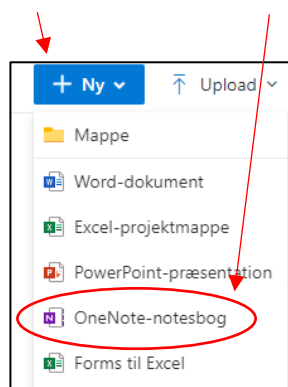 Ny
Upload
Mappe
Word-dokument
Excel-projektmappe
PowerPoint-præsentation
OneNote-notesbog
Forms til Excel